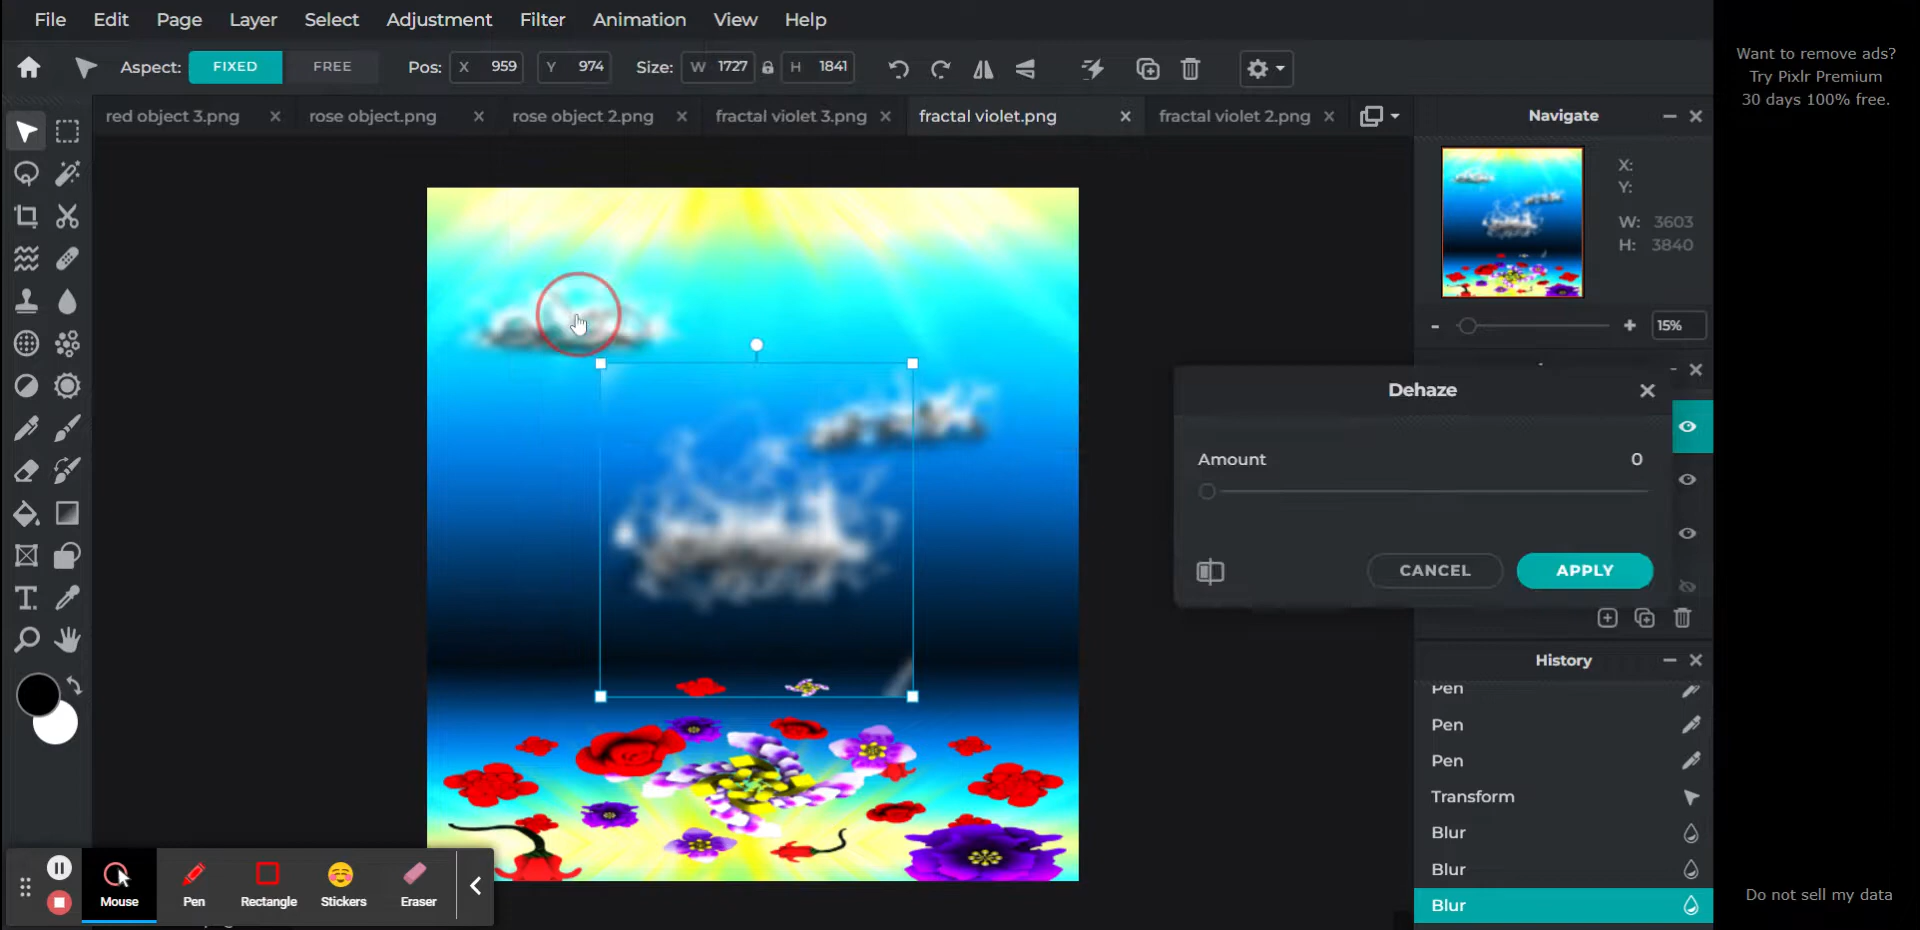 File Edit Page Layer Select Adjustment Filter Animation View Help
Aspect: FIXED FREE Pos: X 959 Y 974 Size: W 1727 H 1841
red object 3.png rose object.png rose object 2.png fractal violet 3.png fractal violet.png fractal violet 2.png
Navigate
X:
Y:
W: 3603
H: 3840
15%
Dehaze
Amount 0
CANCEL APPLY
History
Pen
Pen
Pen
Transform
Blur
Blur
Blur
T
Mouse Pen Rectangle Stickers Eraser
Want to remove ads?
Try Pixlr Premium
30 days 100% free.
Do not sell my data